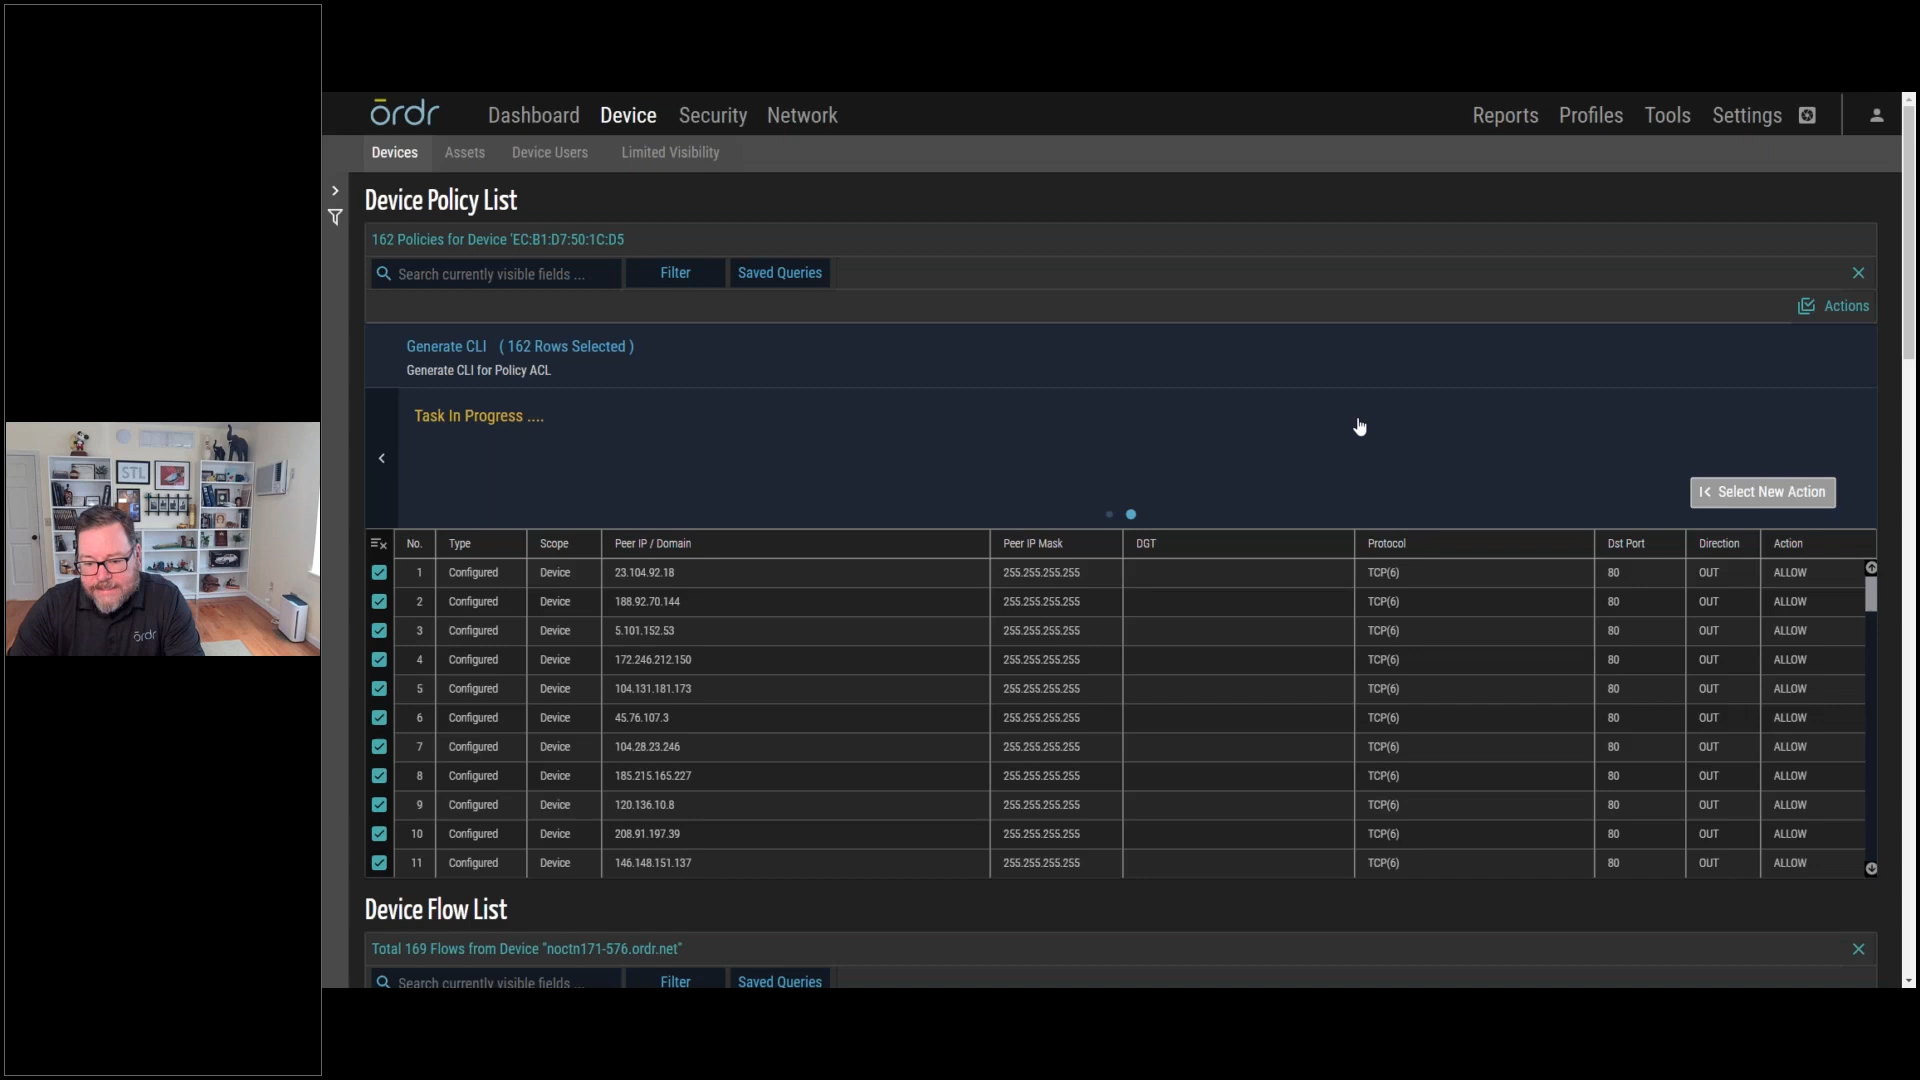 ōrdr Dashboard Device Security Network Reports Profiles Tools Settings
Devices Assets Device Users Limited Visibility
Device Policy List
162 Policies for Device 'EC:B1:D7:50:1C:D5
Search currently visible fields ... Filter Saved Queries
Actions
Generate CLI ( 162 Rows Selected )
Generate CLI for Policy ACL
Task In Progress ....
Select New Action
No. Type Scope Peer IP / Domain Peer IP Mask DGT Protocol Dst Port Direction Action
1 Configured Device 23.104.92.18 255.255.255.255 TCP(6) 80 OUT ALLOW
2 Configured Device 188.92.70.144 255.255.255.255 TCP(6) 80 OUT ALLOW
3 Configured Device 5.101.152.53 255.255.255.255 TCP(6) 80 OUT ALLOW
4 Configured Device 172.246.212.150 255.255.255.255 TCP(6) 80 OUT ALLOW
5 Configured Device 104.131.181.173 255.255.255.255 TCP(6) 80 OUT ALLOW
6 Configured Device 45.76.107.3 255.255.255.255 TCP(6) 80 OUT ALLOW
7 Configured Device 104.28.23.246 255.255.255.255 TCP(6) 80 OUT ALLOW
8 Configured Device 185.215.165.227 255.255.255.255 TCP(6) 80 OUT ALLOW
9 Configured Device 120.136.10.8 255.255.255.255 TCP(6) 80 OUT ALLOW
10 Configured Device 208.91.197.39 255.255.255.255 TCP(6) 80 OUT ALLOW
11 Configured Device 146.148.151.137 255.255.255.255 TCP(6) 80 OUT ALLOW
Device Flow List
Total 169 Flows from Device "noctn171-576.ordr.net"
Search currently visible fields ... Filter Saved Queries
STL
ōrdr